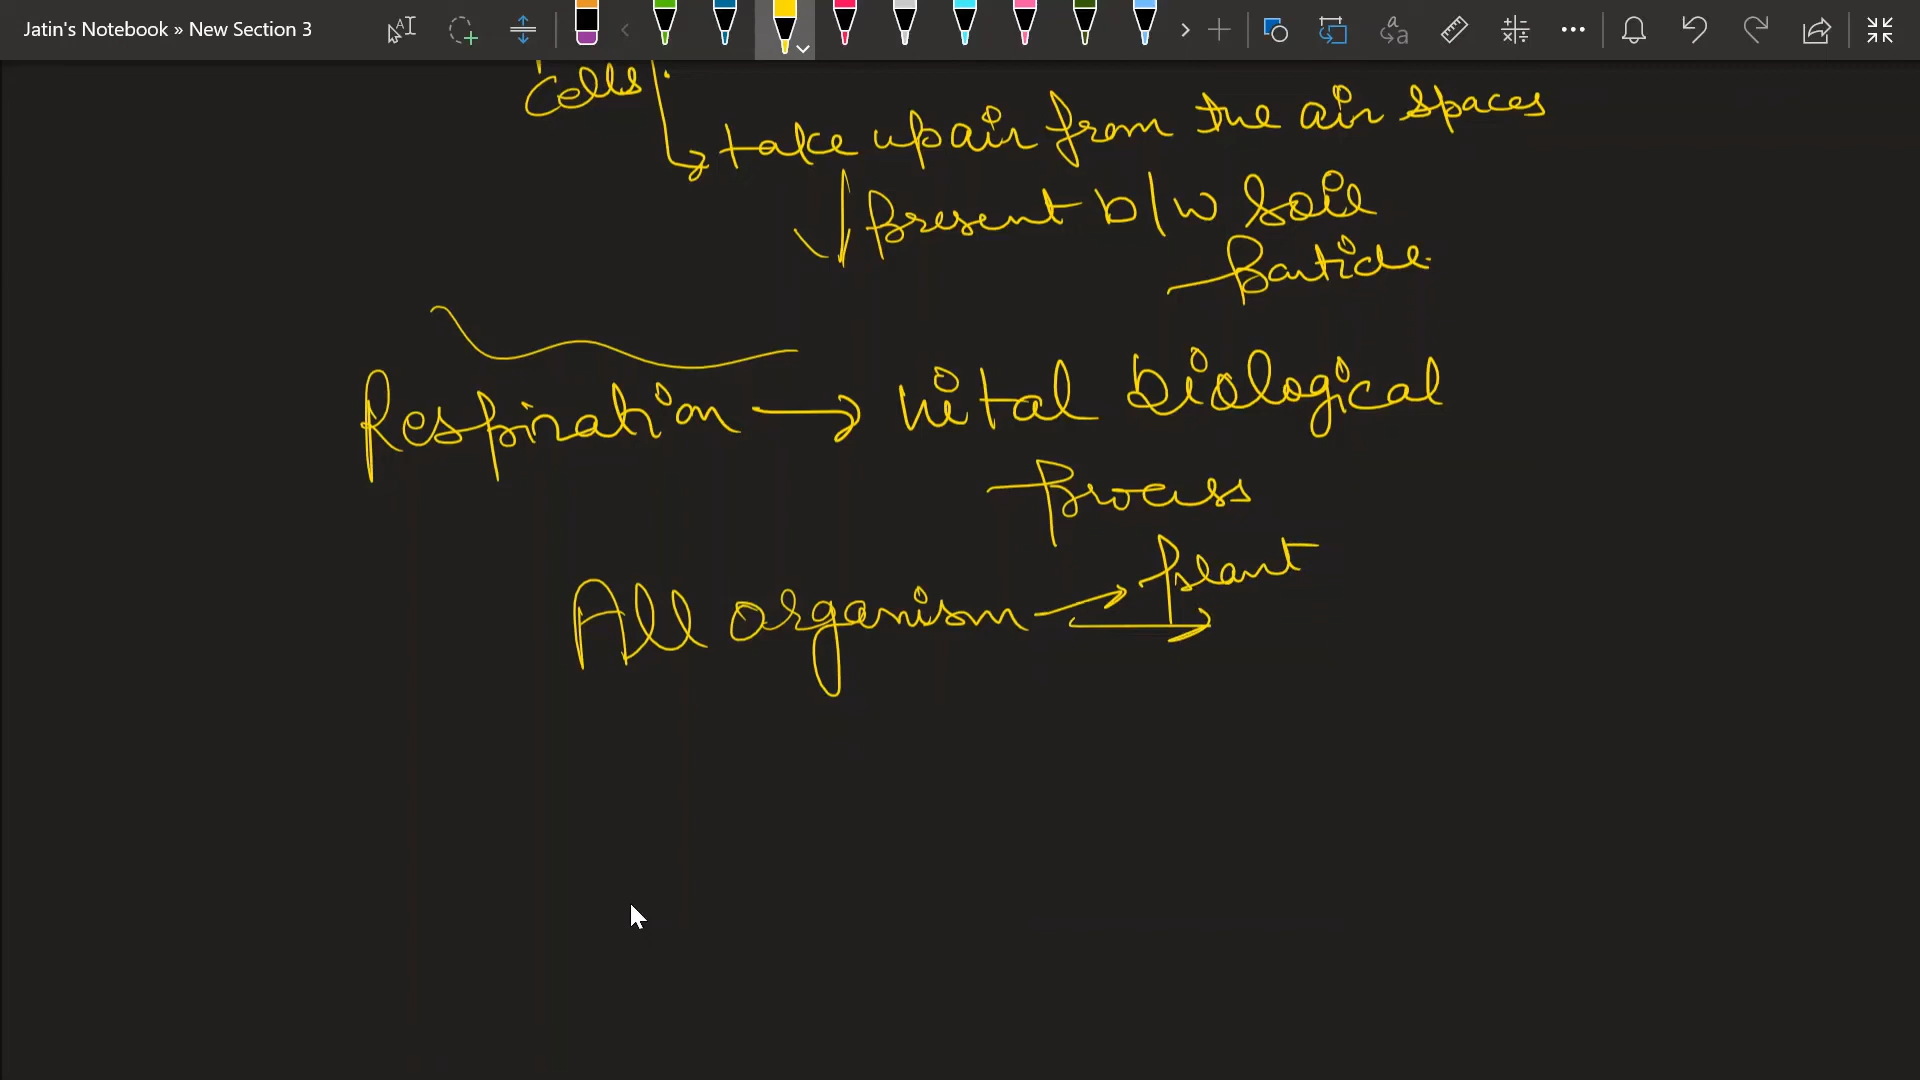 Jatin's Notebook » New Section 3
cells
take up air from the air spaces
present b/w soil
particle
Respiration → vital biological
process
All organism → plant